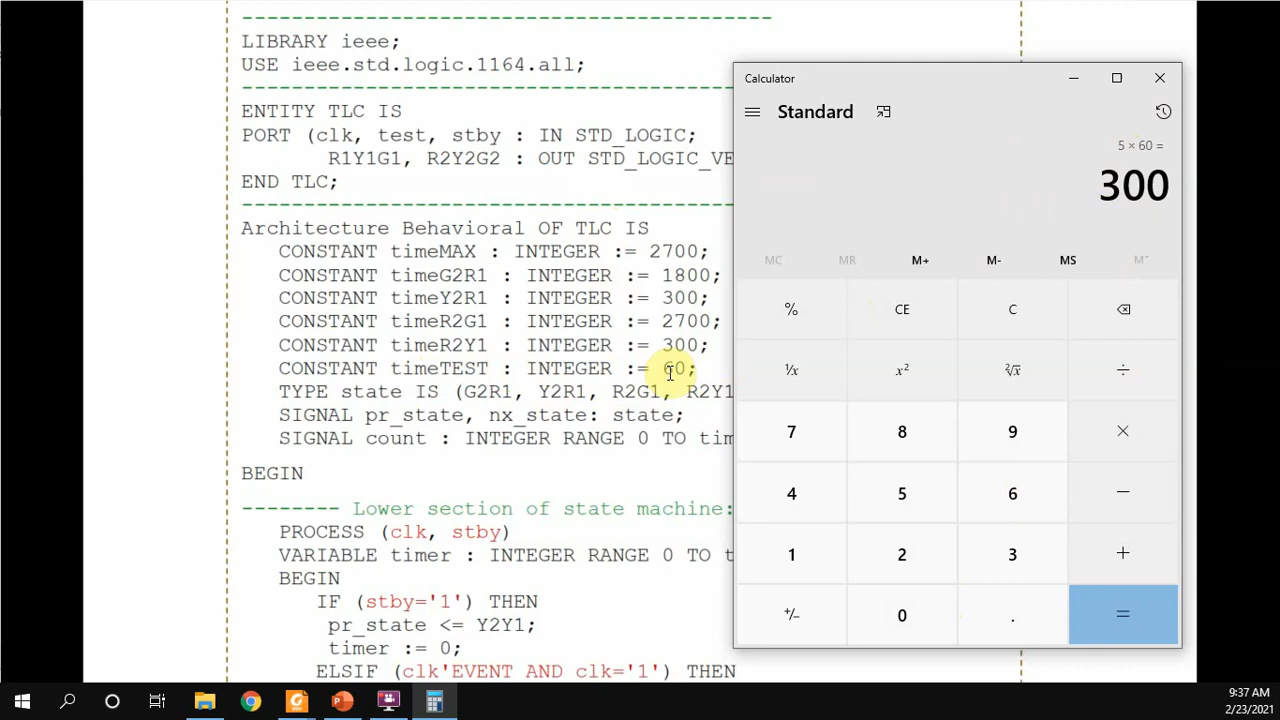 LIBRARY ieee;
USE ieee.std.logic.1164.all;
ENTITY TLC IS
PORT (clk, test, stby : IN STD_LOGIC;
R1Y1G1, R2Y2G2 : OUT STD_LOGIC_VE
END TLC;
Architecture Behavioral OF TLC IS
CONSTANT timeMAX : INTEGER := 2700;
CONSTANT timeG2R1 : INTEGER := 1800;
CONSTANT timeY2R1 : INTEGER := 300;
CONSTANT timeR2G1 : INTEGER := 2700;
CONSTANT timeR2Y1 : INTEGER := 300;
CONSTANT timeTEST : INTEGER := 60;
TYPE state IS (G2R1, Y2R1, R2G1, R2Y1
SIGNAL pr_state, nx_state: state;
SIGNAL count : INTEGER RANGE 0 TO tim
BEGIN
-------- Lower section of state machine:
PROCESS (clk, stby)
VARIABLE timer : INTEGER RANGE 0 TO t
BEGIN
IF (stby='1') THEN
pr_state <= Y2Y1;
timer := 0;
ELSIF (clk'EVENT AND clk='1') THEN
Calculator
Standard
5 × 60 =
300
MC MR M+ M- MS
% CE C
¹/x x² ²√x ÷
7 8 9 ×
4 5 6 −
1 2 3 +
+/− 0 . =
9:37 AM
2/23/2021